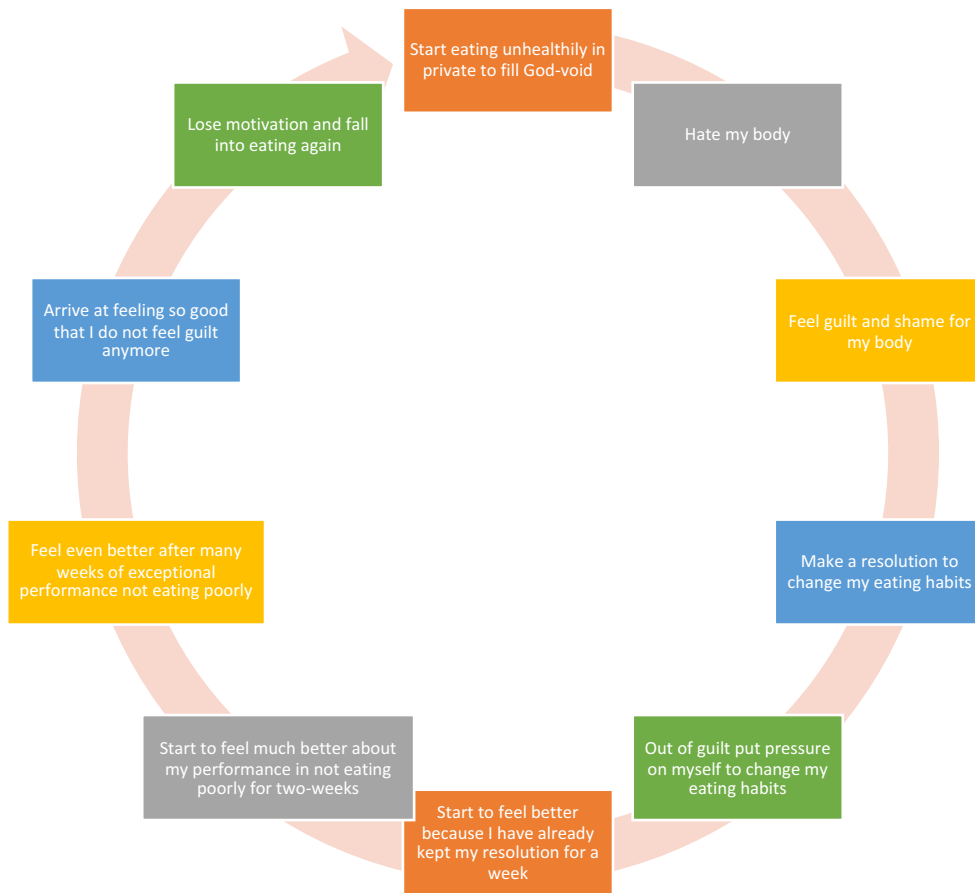 Start eating unhealthily in
private to fill God-void
Hate my body
Feel guilt and shame for
my body
Make a resolution to
change my eating habits
Out of guilt put pressure
on myself to change my
eating habits
Start to feel better
because I have already
kept my resolution for a
week
Start to feel much better about
my performance in not eating
poorly for two-weeks
Feel even better after many
weeks of exceptional
performance not eating poorly
Arrive at feeling so good
that I do not feel guilt
anymore
Lose motivation and fall
into eating again